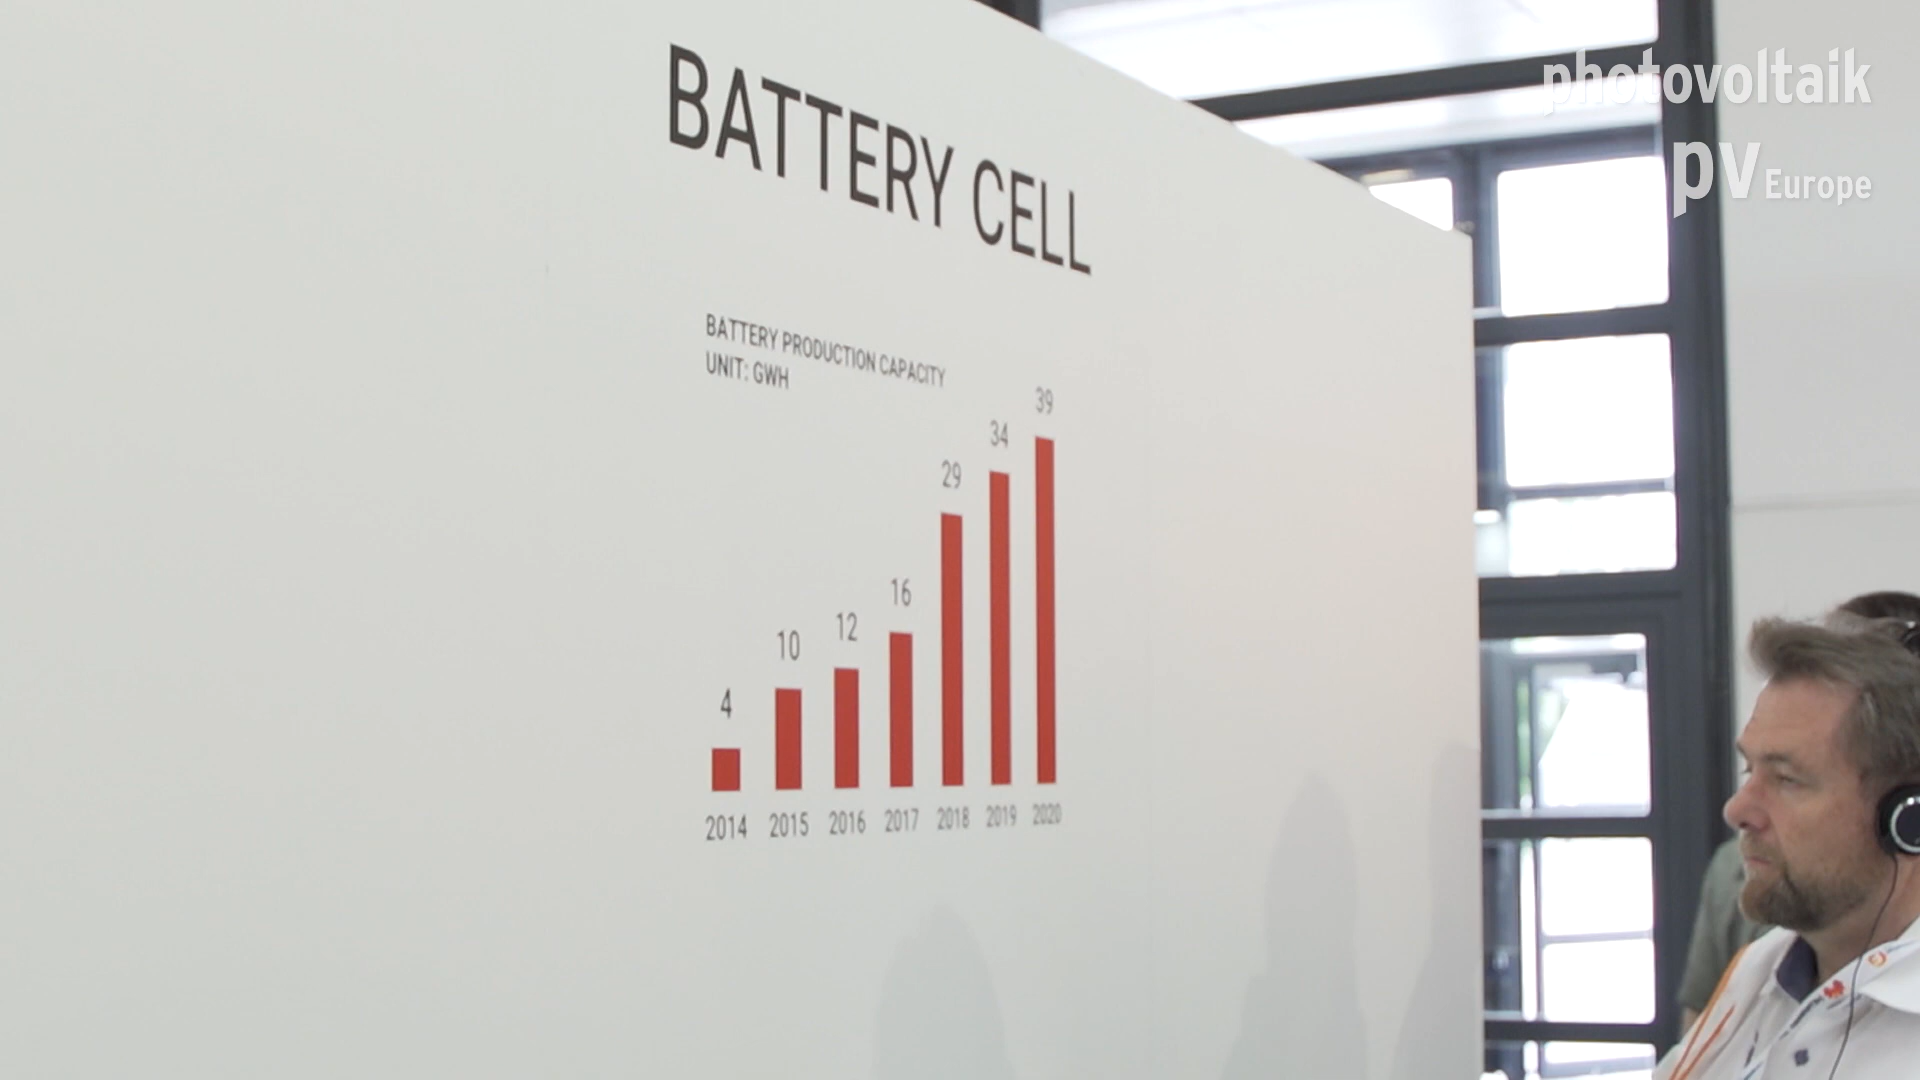 photovoltaik
pv Europe
BATTERY CELL
BATTERY PRODUCTION CAPACITY
UNIT: GWH
4 10 12 16 29 34 39
2014 2015 2016 2017 2018 2019 2020